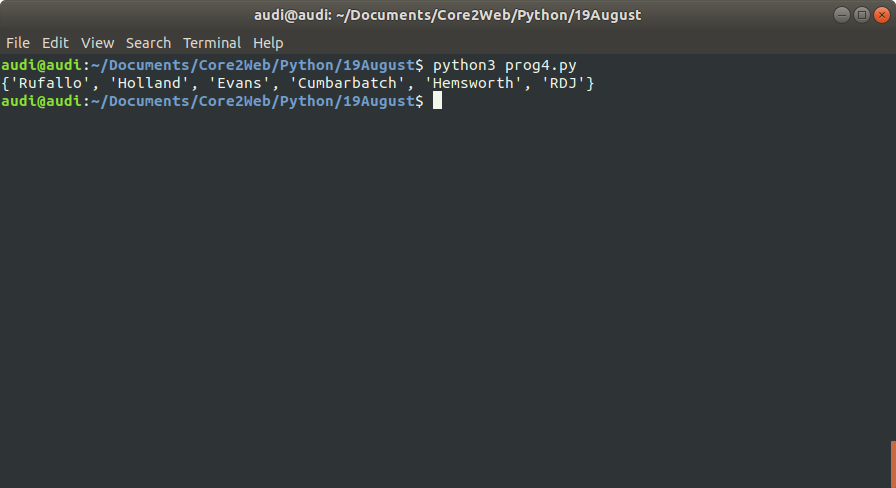 audi@audi: ~/Documents/Core2Web/Python/19August
File Edit View Search Terminal Help
audi@audi:~/Documents/Core2Web/Python/19August$ python3 prog4.py
{'Rufallo', 'Holland', 'Evans', 'Cumbarbatch', 'Hemsworth', 'RDJ'}
audi@audi:~/Documents/Core2Web/Python/19August$